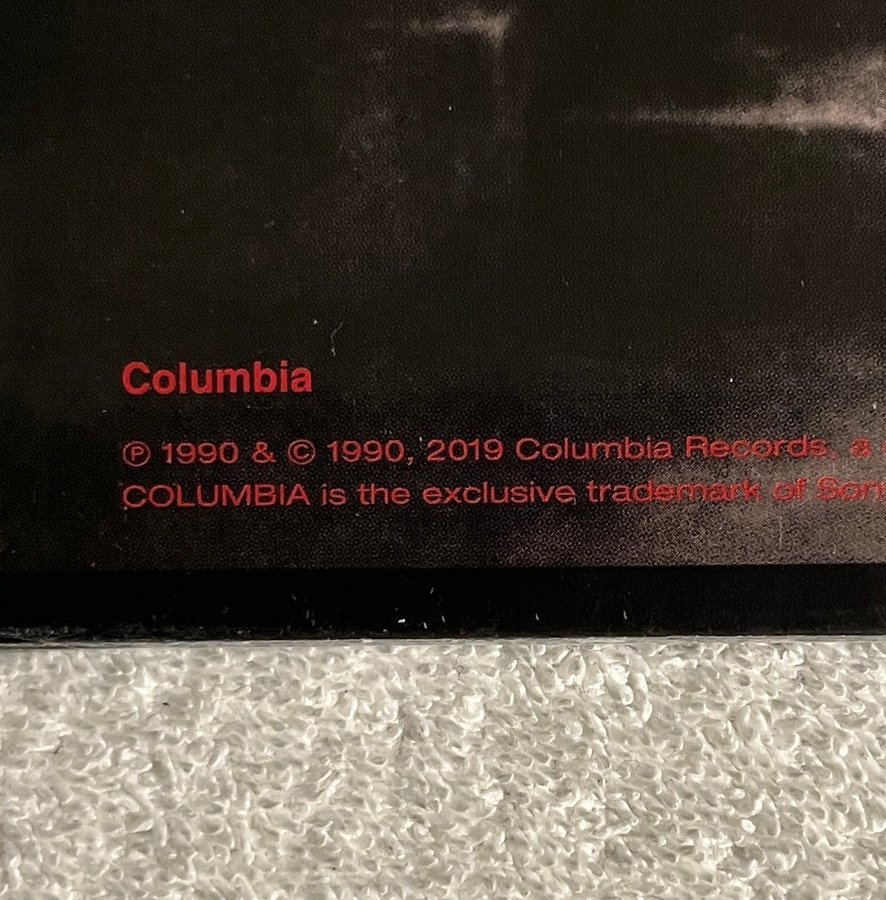 Columbia
℗ 1990 & © 1990, 2019 Columbia Records, a
COLUMBIA is the exclusive trademark of